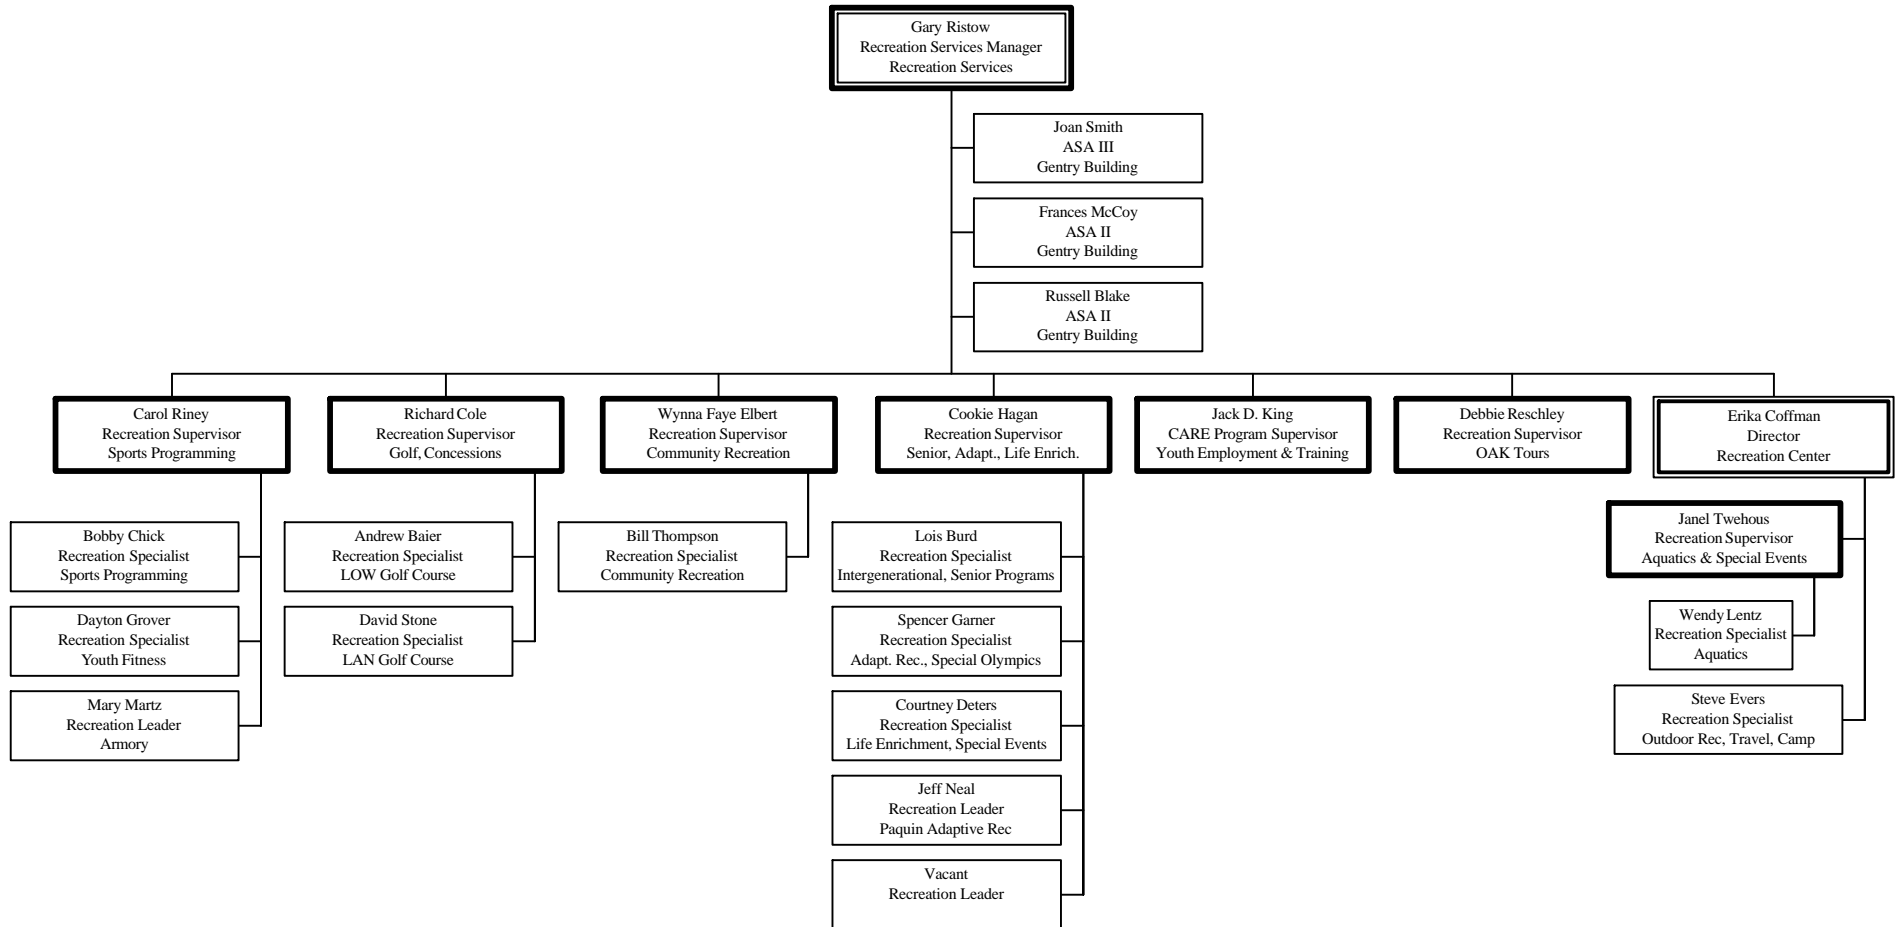 Gary Ristow
Recreation Services Manager
Recreation Services
Joan Smith
ASA III
Gentry Building
Frances McCoy
ASA II
Gentry Building
Russell Blake
ASA II
Gentry Building
Carol Riney
Recreation Supervisor
Sports Programming
Richard Cole
Recreation Supervisor
Golf, Concessions
Wynna Faye Elbert
Recreation Supervisor
Community Recreation
Cookie Hagan
Recreation Supervisor
Senior, Adapt., Life Enrich.
Jack D. King
CARE Program Supervisor
Youth Employment & Training
Debbie Reschley
Recreation Supervisor
OAK Tours
Erika Coffman
Director
Recreation Center
Bobby Chick
Recreation Specialist
Sports Programming
Dayton Grover
Recreation Specialist
Youth Fitness
Mary Martz
Recreation Leader
Armory
Andrew Baier
Recreation Specialist
LOW Golf Course
David Stone
Recreation Specialist
LAN Golf Course
Bill Thompson
Recreation Specialist
Community Recreation
Lois Burd
Recreation Specialist
Intergenerational, Senior Programs
Spencer Garner
Recreation Specialist
Adapt. Rec., Special Olympics
Courtney Deters
Recreation Specialist
Life Enrichment, Special Events
Jeff Neal
Recreation Leader
Paquin Adaptive Rec
Vacant
Recreation Leader
Janel Twehous
Recreation Supervisor
Aquatics & Special Events
Wendy Lentz
Recreation Specialist
Aquatics
Steve Evers
Recreation Specialist
Outdoor Rec, Travel, Camp